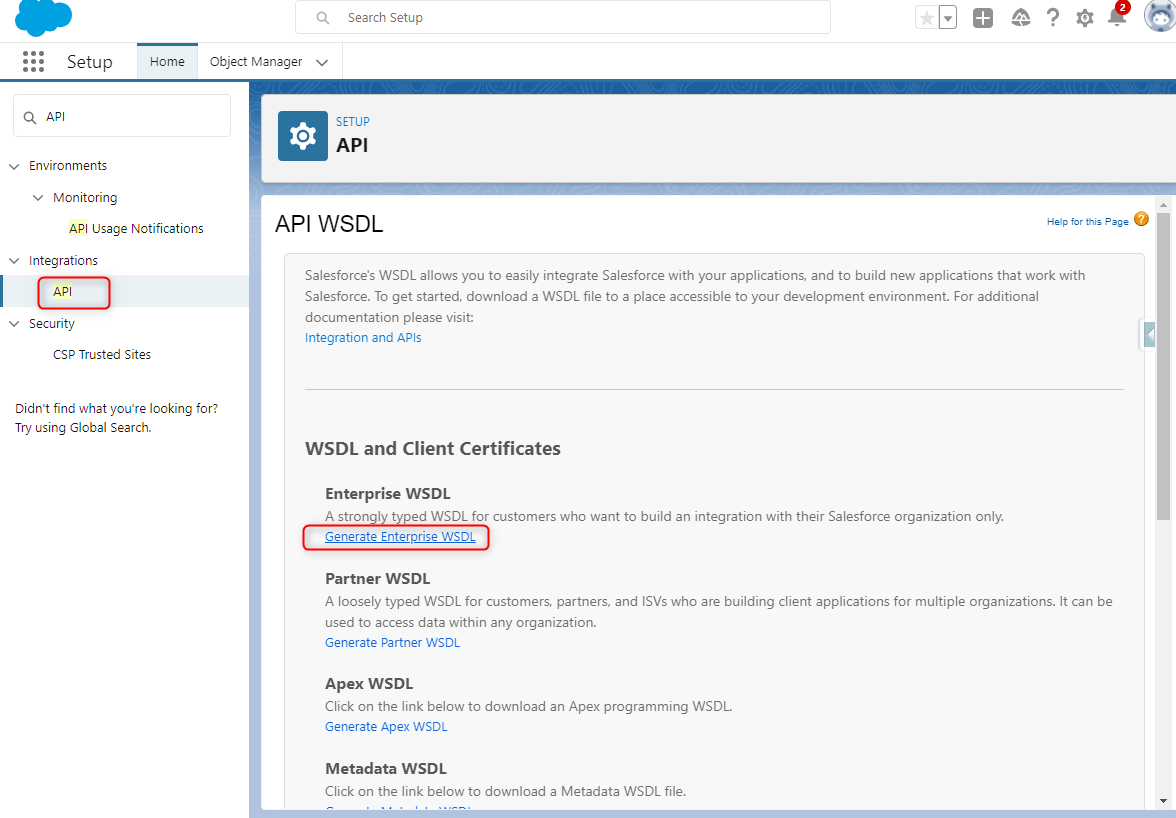 Search Setup
2
Setup
Home
Object Manager
API
Environments
Monitoring
API Usage Notifications
Integrations
API
Security
CSP Trusted Sites
Didn't find what you're looking for?
Try using Global Search.
SETUP
API
API WSDL
Help for this Page
?
Salesforce's WSDL allows you to easily integrate Salesforce with your applications, and to build new applications that work with
Salesforce. To get started, download a WSDL file to a place accessible to your development environment. For additional
documentation please visit:
Integration and APIs
WSDL and Client Certificates
Enterprise WSDL
A strongly typed WSDL for customers who want to build an integration with their Salesforce organization only.
Generate Enterprise WSDL
Partner WSDL
A loosely typed WSDL for customers, partners, and ISVs who are building client applications for multiple organizations. It can be
used to access data within any organization.
Generate Partner WSDL
Apex WSDL
Click on the link below to download an Apex programming WSDL.
Generate Apex WSDL
Metadata WSDL
Click on the link below to download a Metadata WSDL file.
Generate Metadata WSDL